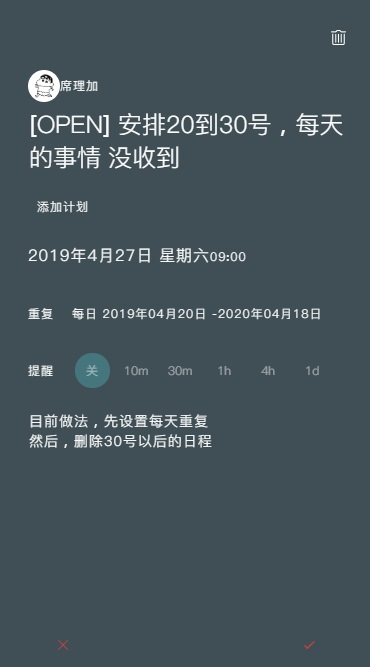 席理加
[OPEN] 安排20到30号，每天
的事情 没收到
添加计划
2019年4月27日 星期六09:00
重复 每日 2019年04月20日 -2020年04月18日
提醒 关 10m 30m 1h 4h 1d
目前做法，先设置每天重复
然后，删除30号以后的日程